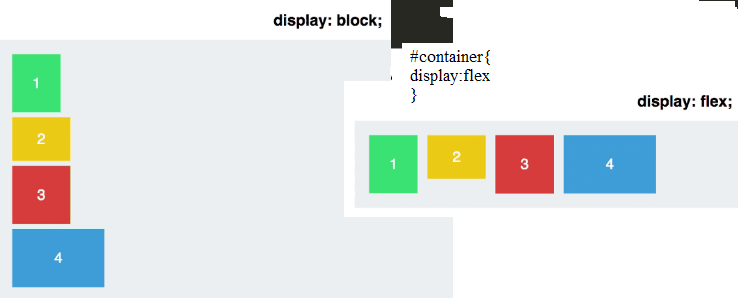 display: block;
1
2
3
4
#container{
display:flex
}
display: flex;
1
2
3
4